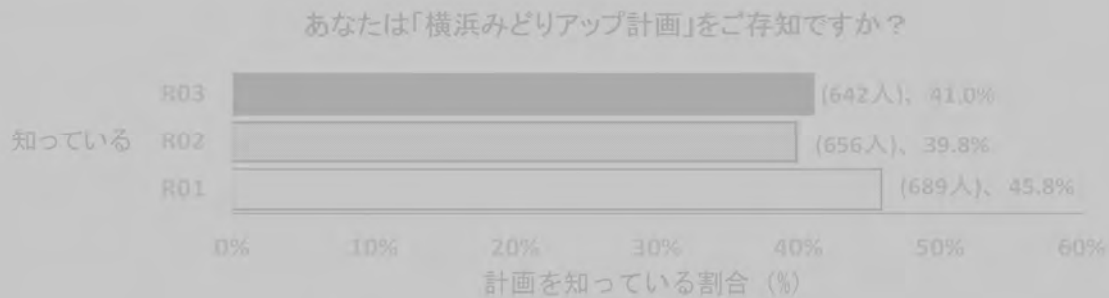 あなたは「横浜みどりアップ計画」をご存知ですか？
R03 (642人)、41.0%
知っている R02 (656人)、39.8%
R01 (689人)、45.8%
0% 10% 20% 30% 40% 50% 60%
計画を知っている割合（%）